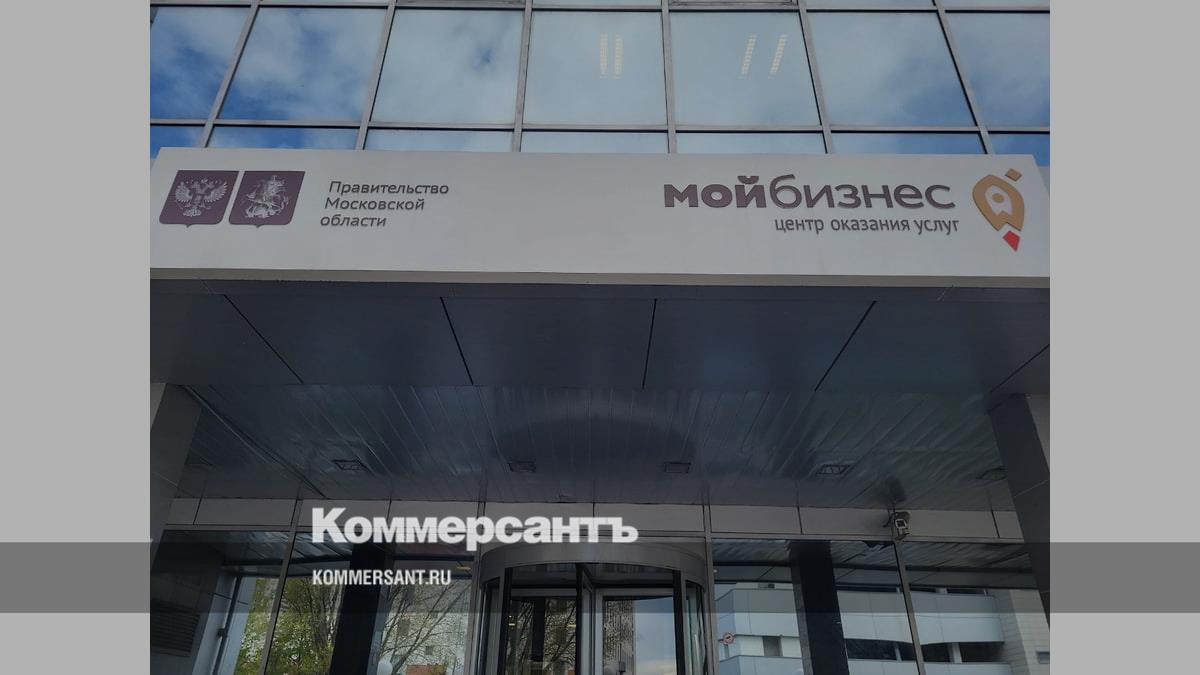 Правительство
Московской
области
мойбизнес
центр оказания услуг
Коммерсантъ
KOMMERSANT.RU